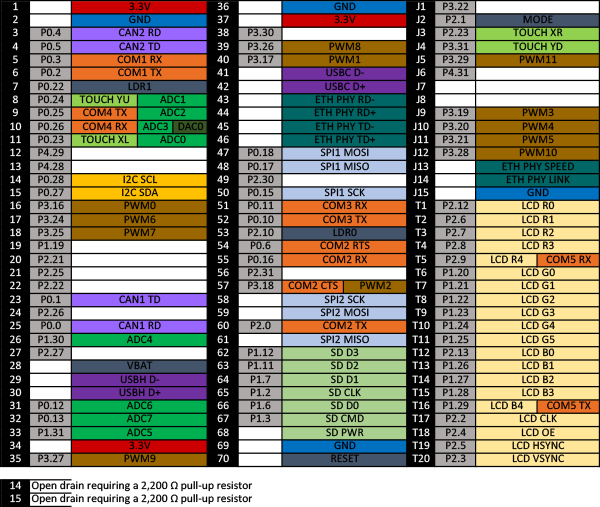 1 3.3V
2 GND
3 P0.4 CAN2 RD
4 P0.5 CAN2 TD
5 P0.3 COM1 RX
6 P0.2 COM1 TX
7 P0.22 LDR1
8 P0.24 TOUCH YU ADC1
9 P0.25 COM4 TX ADC2
10 P0.26 COM4 RX ADC3 DAC0
11 P0.23 TOUCH XL ADC0
12 P4.29
13 P4.28
14 P0.28 I2C SCL
15 P0.27 I2C SDA
16 P3.16 PWM0
17 P3.24 PWM6
18 P3.25 PWM7
19 P1.19
20 P2.21
21 P2.25
22 P2.22
23 P0.1 CAN1 TD
24 P2.26
25 P0.0 CAN1 RD
26 P1.30 ADC4
27 P2.27
28 VBAT
29 USBH D-
30 USBH D+
31 P0.12 ADC6
32 P0.13 ADC7
33 P1.31 ADC5
34 3.3V
35 P3.27 PWM9
36 GND
37 3.3V
38 P3.30
39 P3.26 PWM8
40 P3.17 PWM1
41 USBC D-
42 USBC D+
43 ETH PHY RD-
44 ETH PHY RD+
45 ETH PHY TD-
46 ETH PHY TD+
47 P0.18 SPI1 MOSI
48 P0.17 SPI1 MISO
49 P2.30
50 P0.15 SPI1 SCK
51 P0.11 COM3 RX
52 P0.10 COM3 TX
53 P2.10 LDR0
54 P0.6 COM2 RTS
55 P0.16 COM2 RX
56 P2.31
57 P3.18 COM2 CTS PWM2
58 SPI2 SCK
59 SPI2 MOSI
60 P2.0 COM2 TX
61 SPI2 MISO
62 P1.12 SD D3
63 P1.11 SD D2
64 P1.7 SD D1
65 P1.2 SD CLK
66 P1.6 SD D0
67 P1.3 SD CMD
68 SD PWR
69 GND
70 RESET
J1 P3.22
J2 P2.1 MODE
J3 P2.23 TOUCH XR
J4 P3.31 TOUCH YD
J5 P3.29 PWM11
J6 P4.31
J7
J8
J9 P3.19 PWM3
J10 P3.20 PWM4
J11 P3.21 PWM5
J12 P3.28 PWM10
J13 ETH PHY SPEED
J14 ETH PHY LINK
J15 GND
T1 P2.12 LCD R0
T2 P2.6 LCD R1
T3 P2.7 LCD R2
T4 P2.8 LCD R3
T5 P2.9 LCD R4 COM5 RX
T6 P1.20 LCD G0
T7 P1.21 LCD G1
T8 P1.22 LCD G2
T9 P1.23 LCD G3
T10 P1.24 LCD G4
T11 P1.25 LCD G5
T12 P2.13 LCD B0
T13 P1.26 LCD B1
T14 P1.27 LCD B2
T15 P1.28 LCD B3
T16 P1.29 LCD B4 COM5 TX
T17 P2.2 LCD CLK
T18 P2.4 LCD OE
T19 P2.5 LCD HSYNC
T20 P2.3 LCD VSYNC
14 Open drain requiring a 2,200 Ω pull-up resistor
15 Open drain requiring a 2,200 Ω pull-up resistor